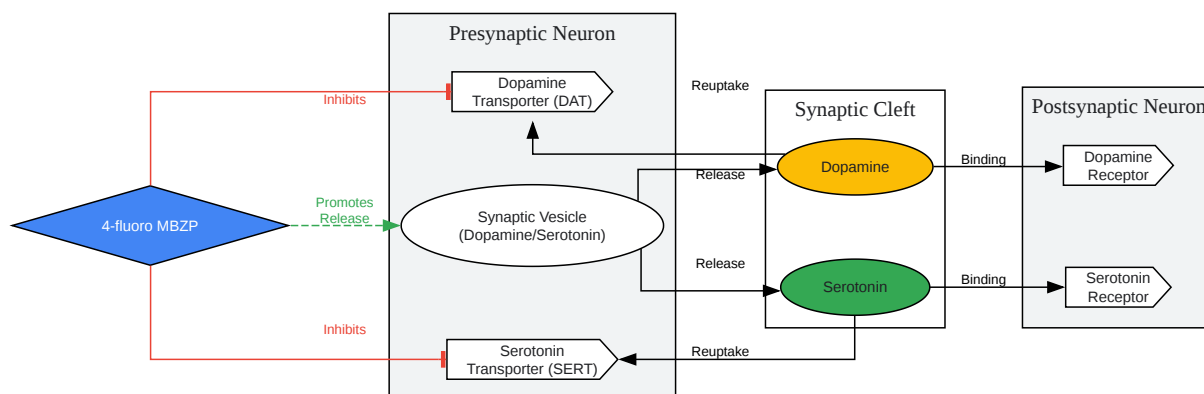 Presynaptic Neuron
Dopamine
Transporter (DAT)
Inhibits
Reuptake
Synaptic Cleft
Postsynaptic Neuron
Dopamine
Release
Binding
Dopamine
Receptor
4-fluoro MBZP
Promotes
Release
Synaptic Vesicle
(Dopamine/Serotonin)
Release
Serotonin
Binding
Serotonin
Receptor
Inhibits
Serotonin
Transporter (SERT)
Reuptake